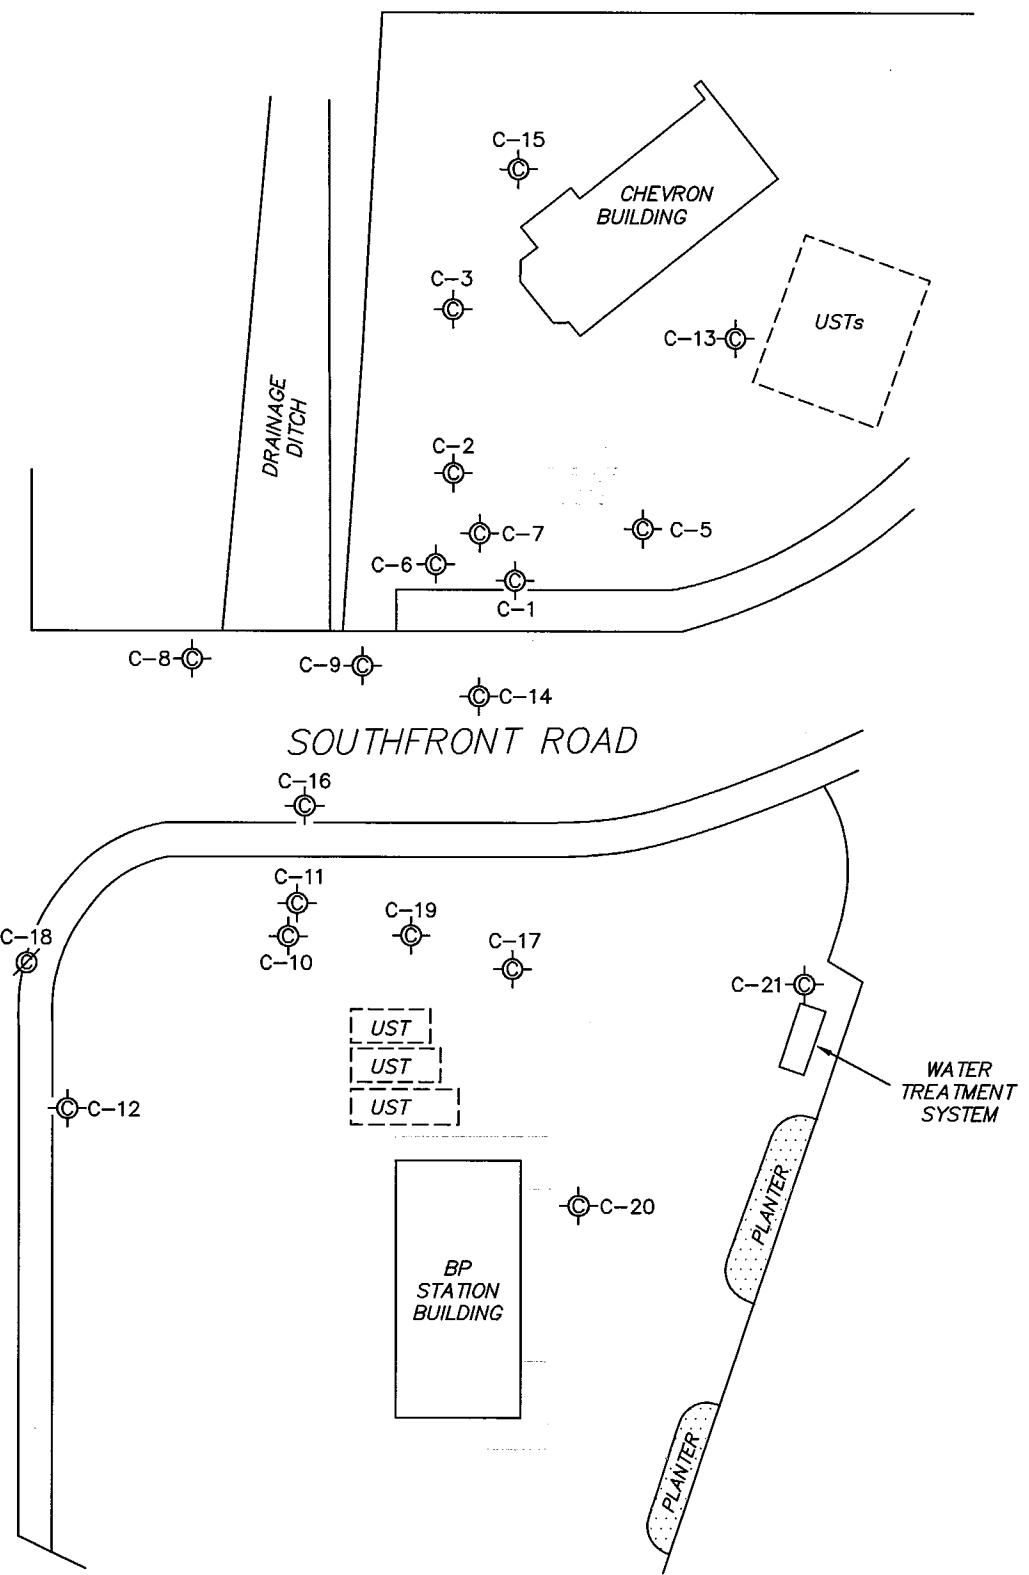 C-15
CHEVRON
BUILDING
C-3
USTs
C-13
DRAINAGE
DITCH
C-2
C-7
C-5
C-6
C-1
C-8
C-9
C-14
SOUTHFRONT ROAD
C-16
C-11
C-19
C-18
C-17
C-10
C-21
UST
UST
UST
WATER
TREATMENT
SYSTEM
C-12
PLANTER
C-20
BP
STATION
BUILDING
PLANTER